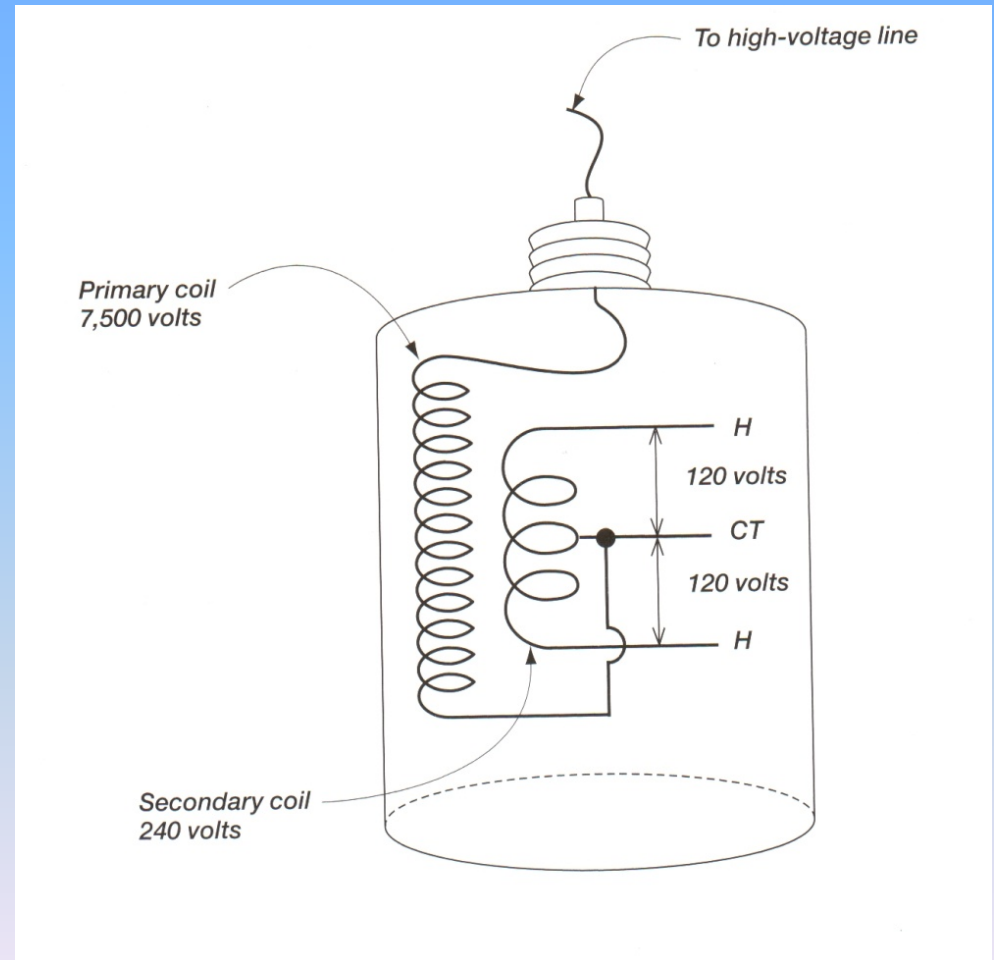 To high-voltage line
Primary coil
7,500 volts
H
120 volts
CT
120 volts
H
Secondary coil
240 volts